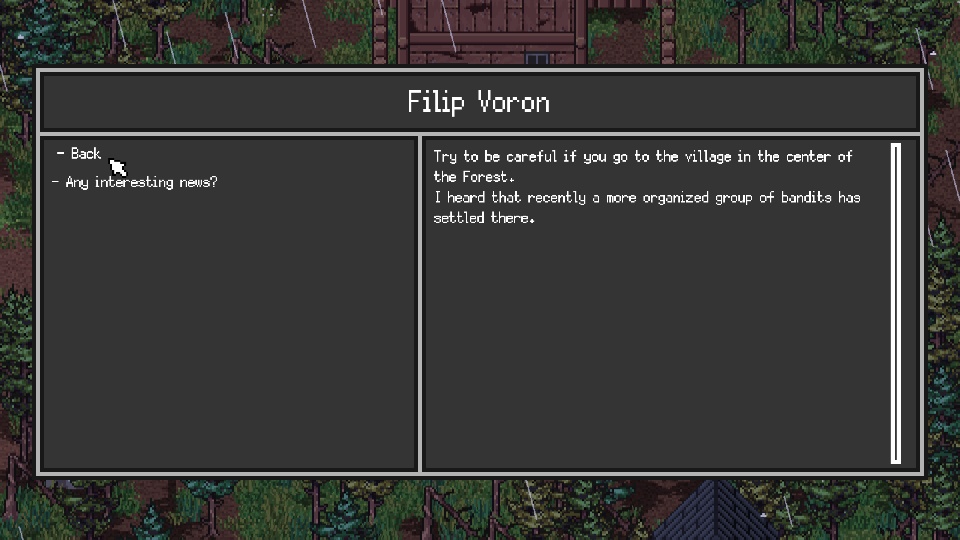 Filip Voron
- Back
- Any interesting news?
Try to be careful if you go to the village in the center of
the Forest.
I heard that recently a more organized group of bandits has
settled there.